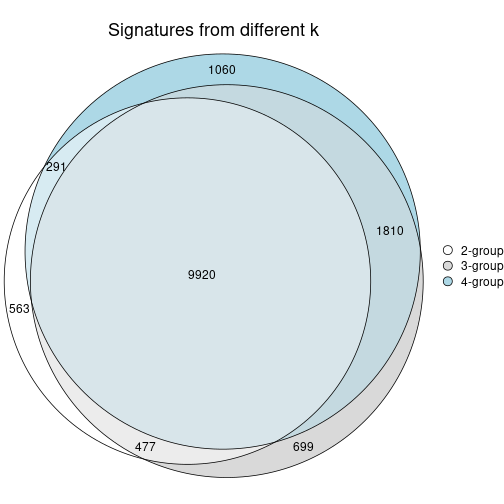 Signatures from different k
1060
291
1810
9920
563
477
699
2-group
3-group
4-group